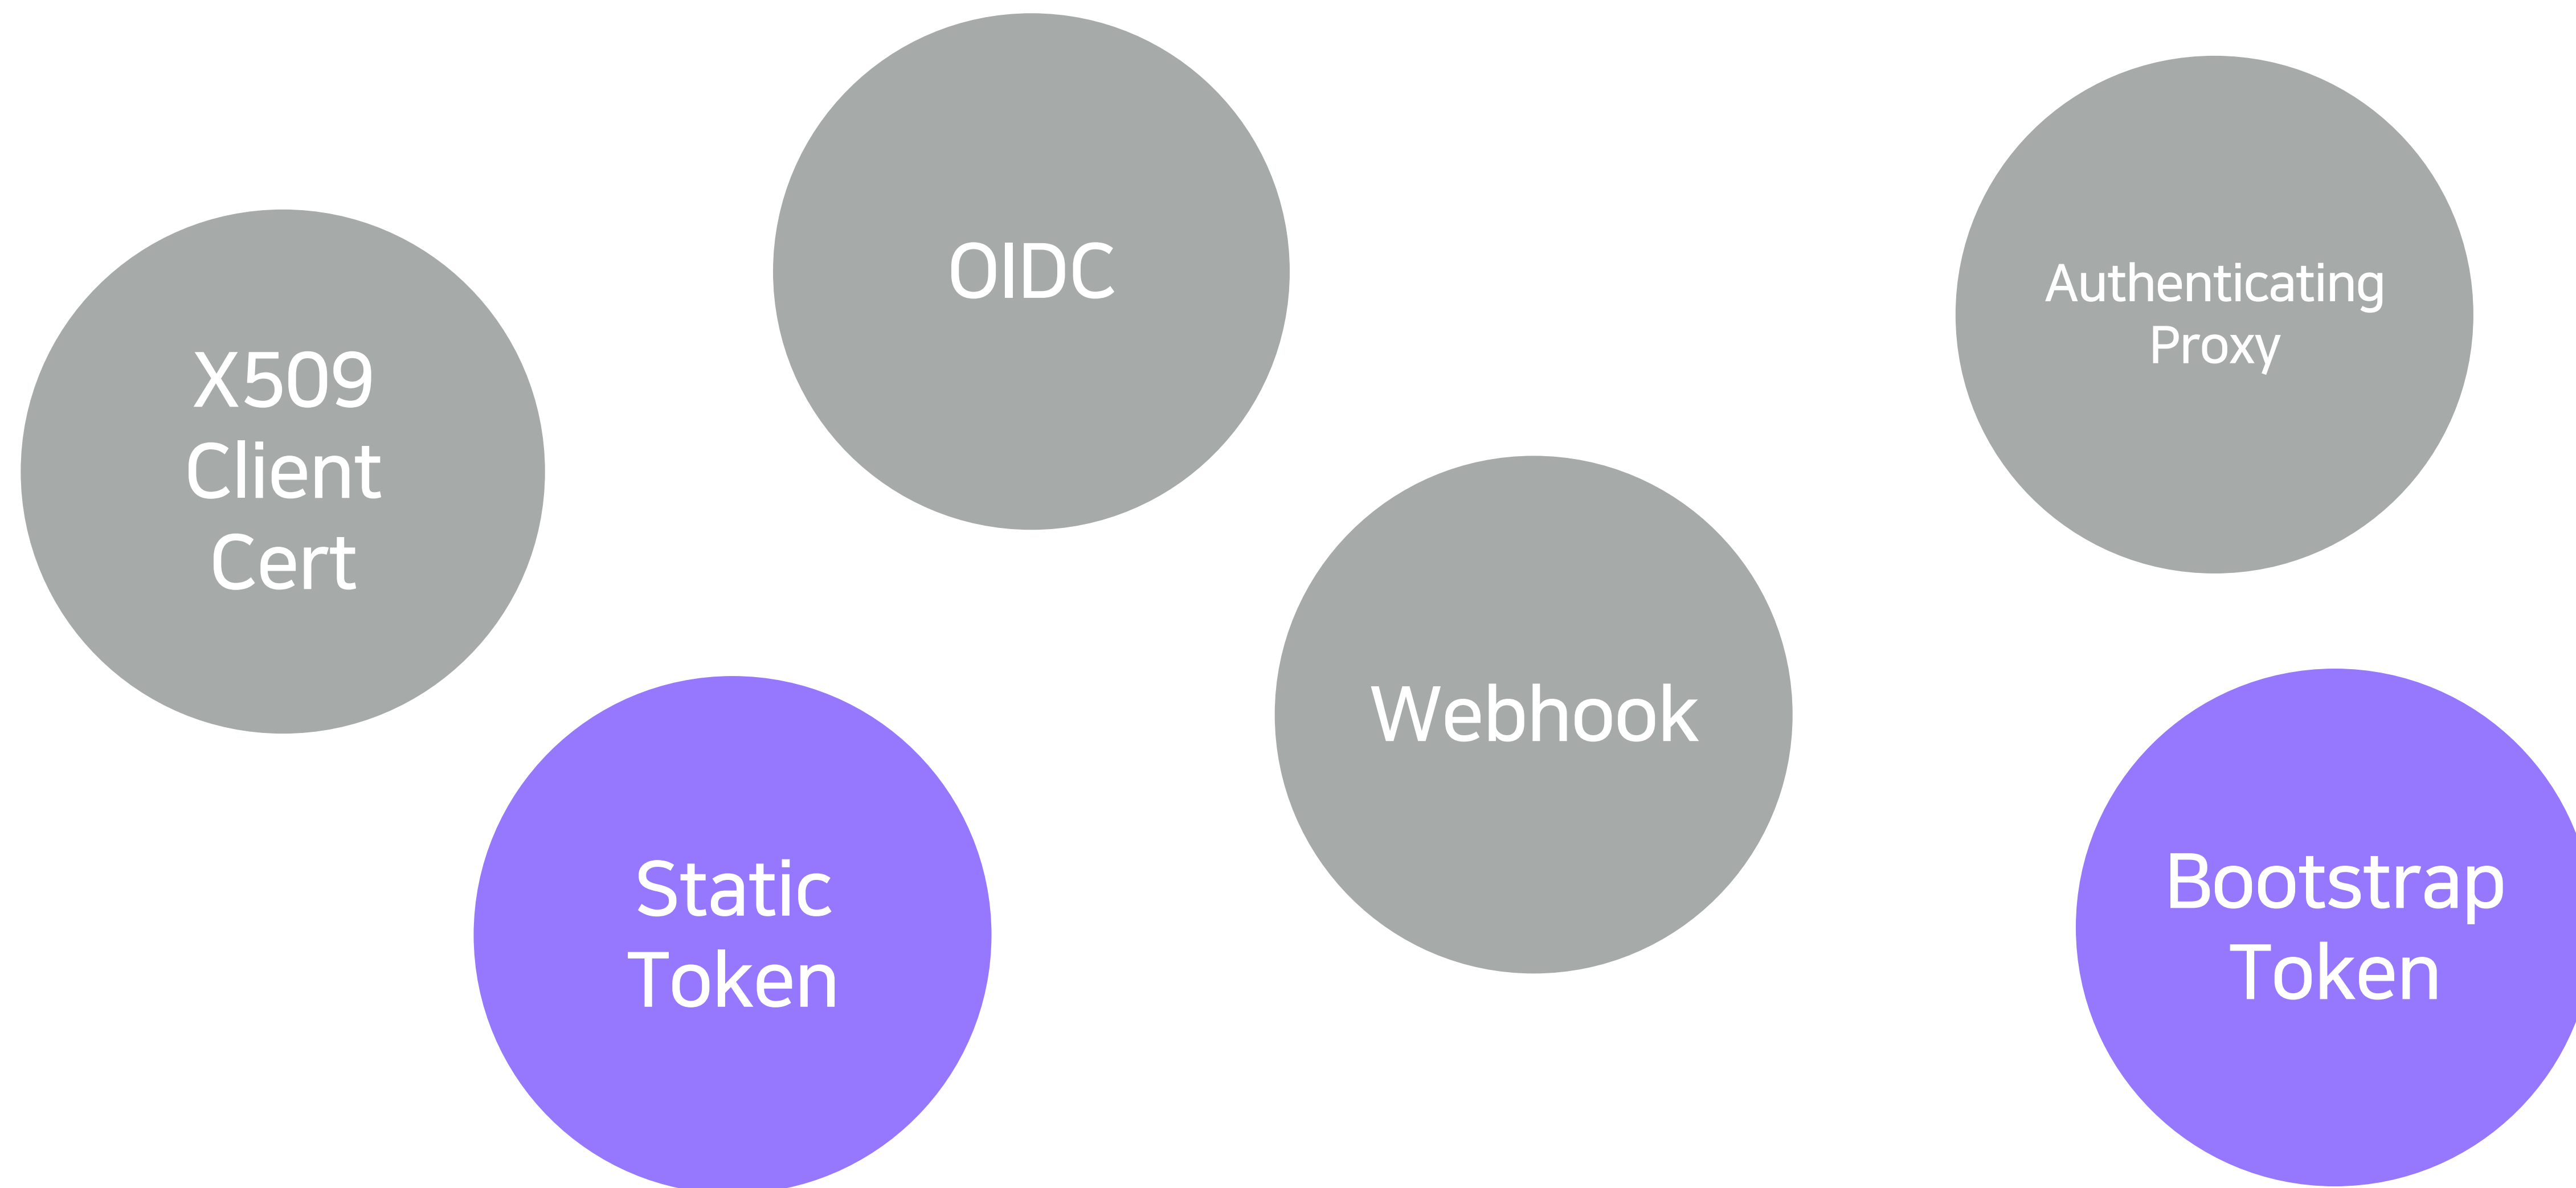 OIDC
Authenticating
Proxy
X509
Client
Cert
Webhook
Static
Token
Bootstrap
Token